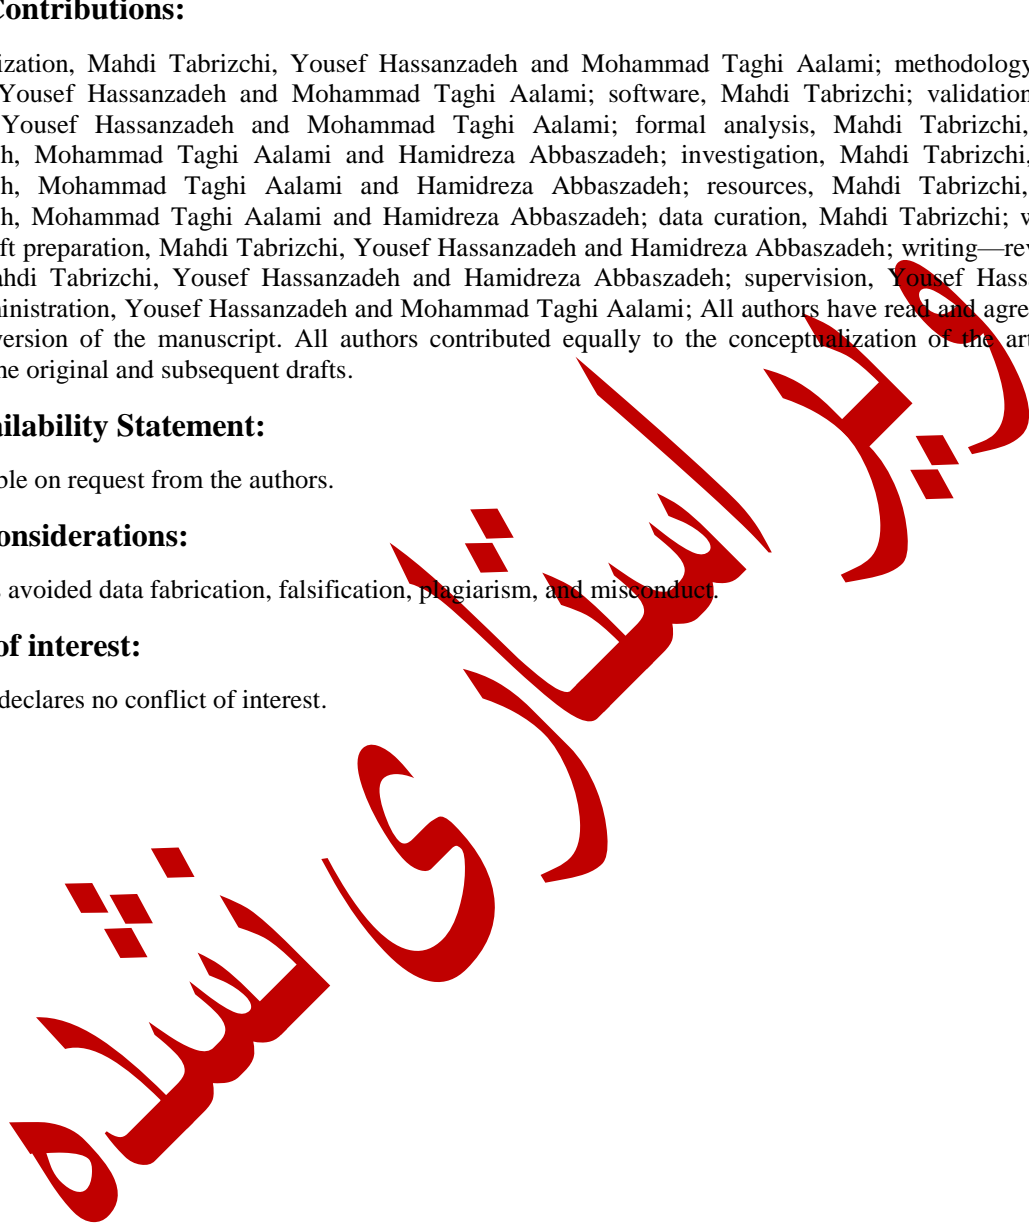 Contributions:
ization, Mahdi Tabrizchi, Yousef Hassanzadeh and Mohammad Taghi Aalami; methodology
Yousef Hassanzadeh and Mohammad Taghi Aalami; software, Mahdi Tabrizchi; validation
Yousef Hassanzadeh and Mohammad Taghi Aalami; formal analysis, Mahdi Tabrizchi,
h, Mohammad Taghi Aalami and Hamidreza Abbaszadeh; investigation, Mahdi Tabrizchi,
h, Mohammad Taghi Aalami and Hamidreza Abbaszadeh; resources, Mahdi Tabrizchi,
h, Mohammad Taghi Aalami and Hamidreza Abbaszadeh; data curation, Mahdi Tabrizchi; w
ft preparation, Mahdi Tabrizchi, Yousef Hassanzadeh and Hamidreza Abbaszadeh; writing—rev
ahdi Tabrizchi, Yousef Hassanzadeh and Hamidreza Abbaszadeh; supervision, Yousef Hass
inistration, Yousef Hassanzadeh and Mohammad Taghi Aalami; All authors have read and agre
version of the manuscript. All authors contributed equally to the conceptualization of the art
he original and subsequent drafts.
ailability Statement:
ble on request from the authors.
onsiderations:
avoided data fabrication, falsification, plagiarism, and misconduct.
of interest:
declares no conflict of interest.
ویراستاری نشده